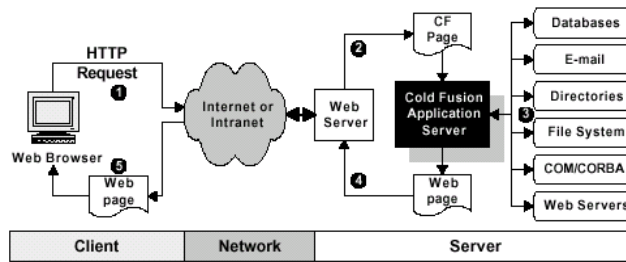 HTTP
Request
1
Web Browser
5
Web
page
Internet or
Intranet
Web
Server
2
CF
Page
Cold Fusion
Application
Server
4
Web
page
3
Databases
E-mail
Directories
File System
COM/CORBA
Web Servers
Client
Network
Server